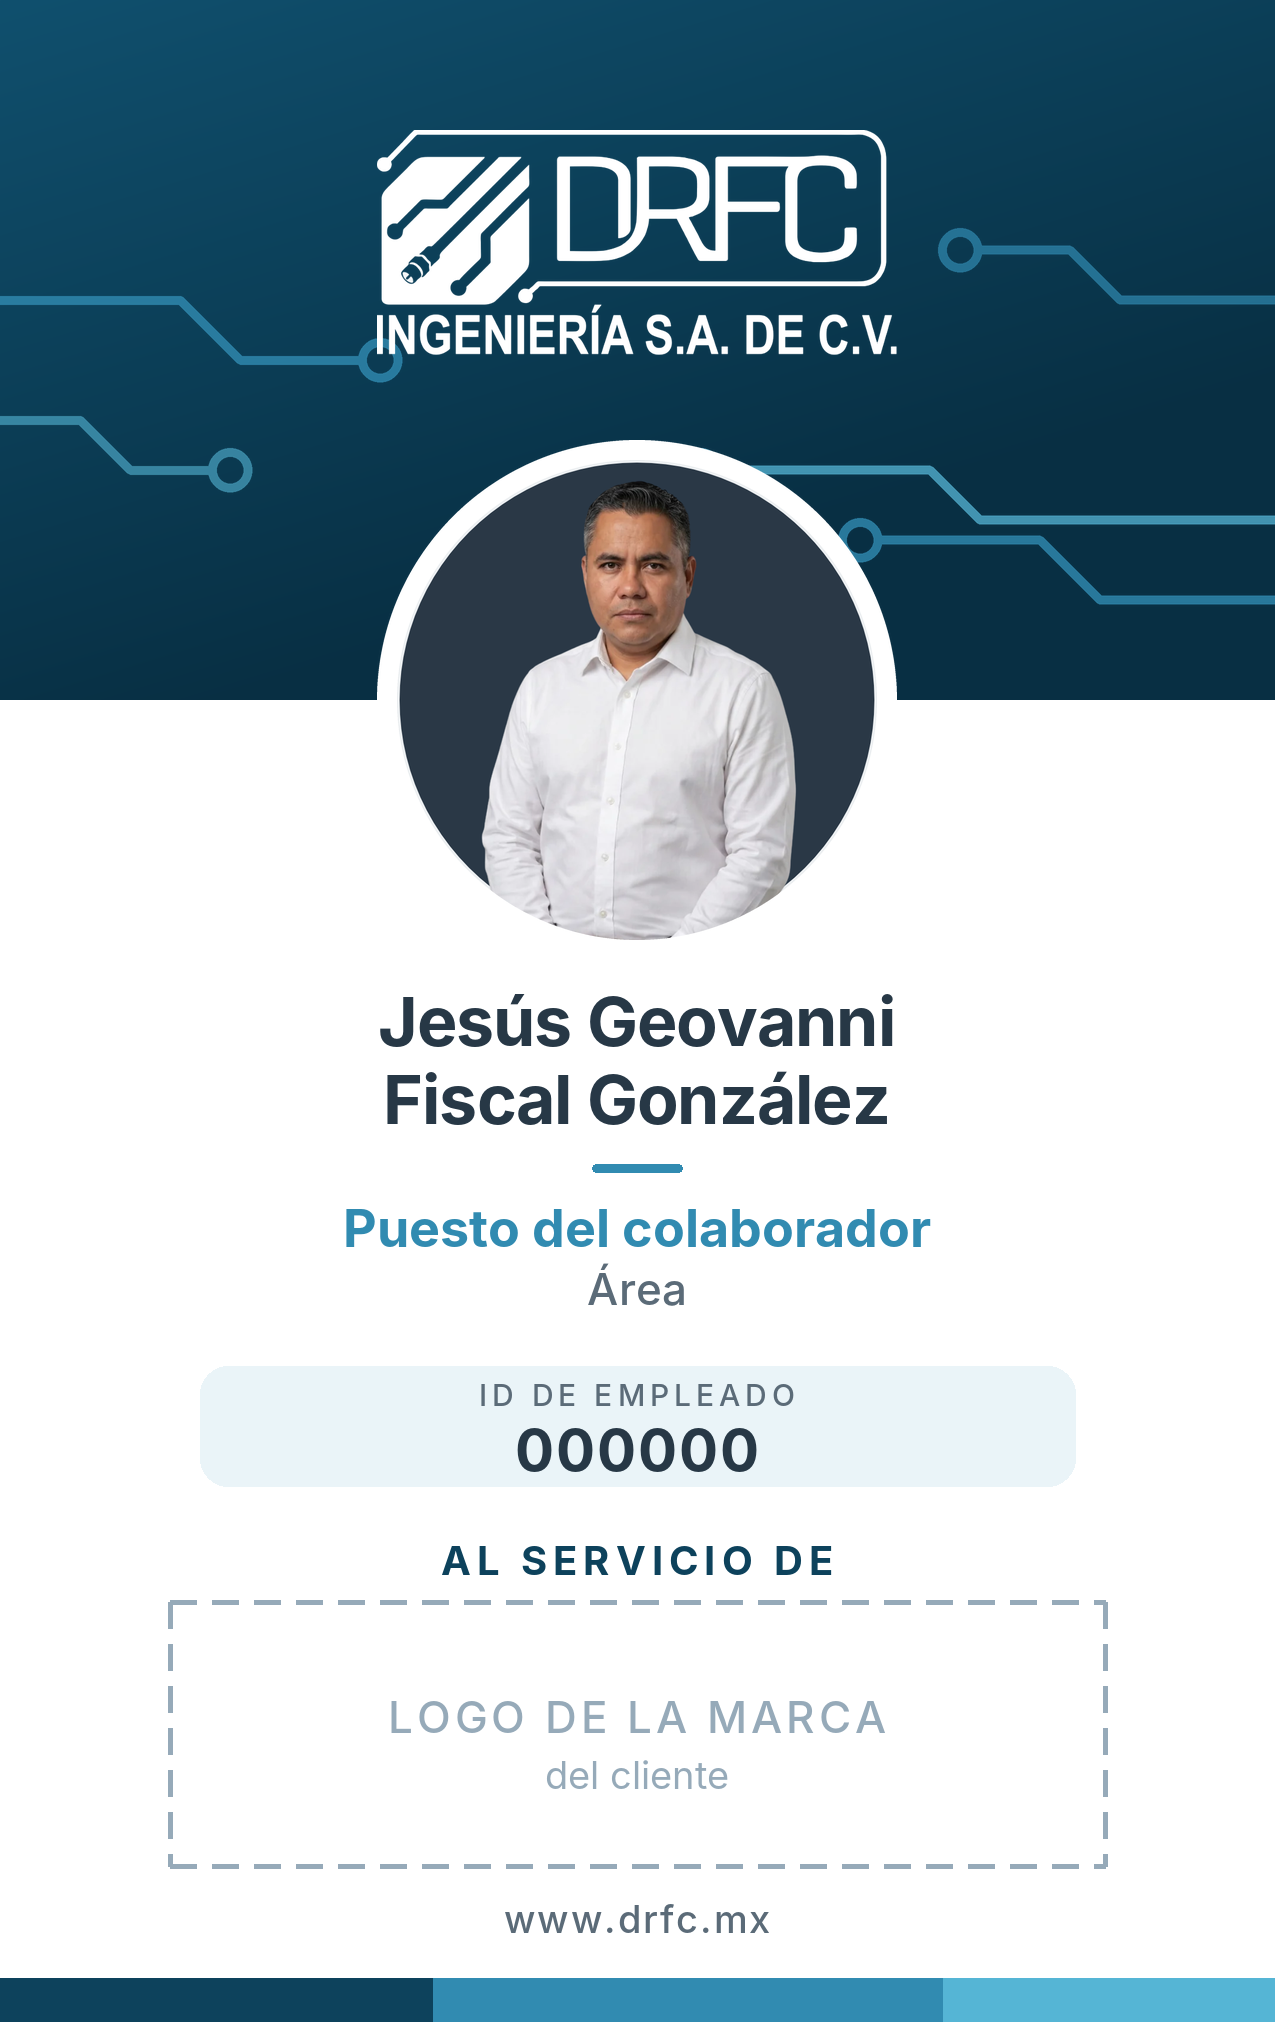 DRFC
INGENIERÍA S.A. DE C.V.
Jesús Geovanni
Fiscal González
Puesto del colaborador
Área
ID DE EMPLEADO
000000
AL SERVICIO DE
LOGO DE LA MARCA
del cliente
www.drfc.mx